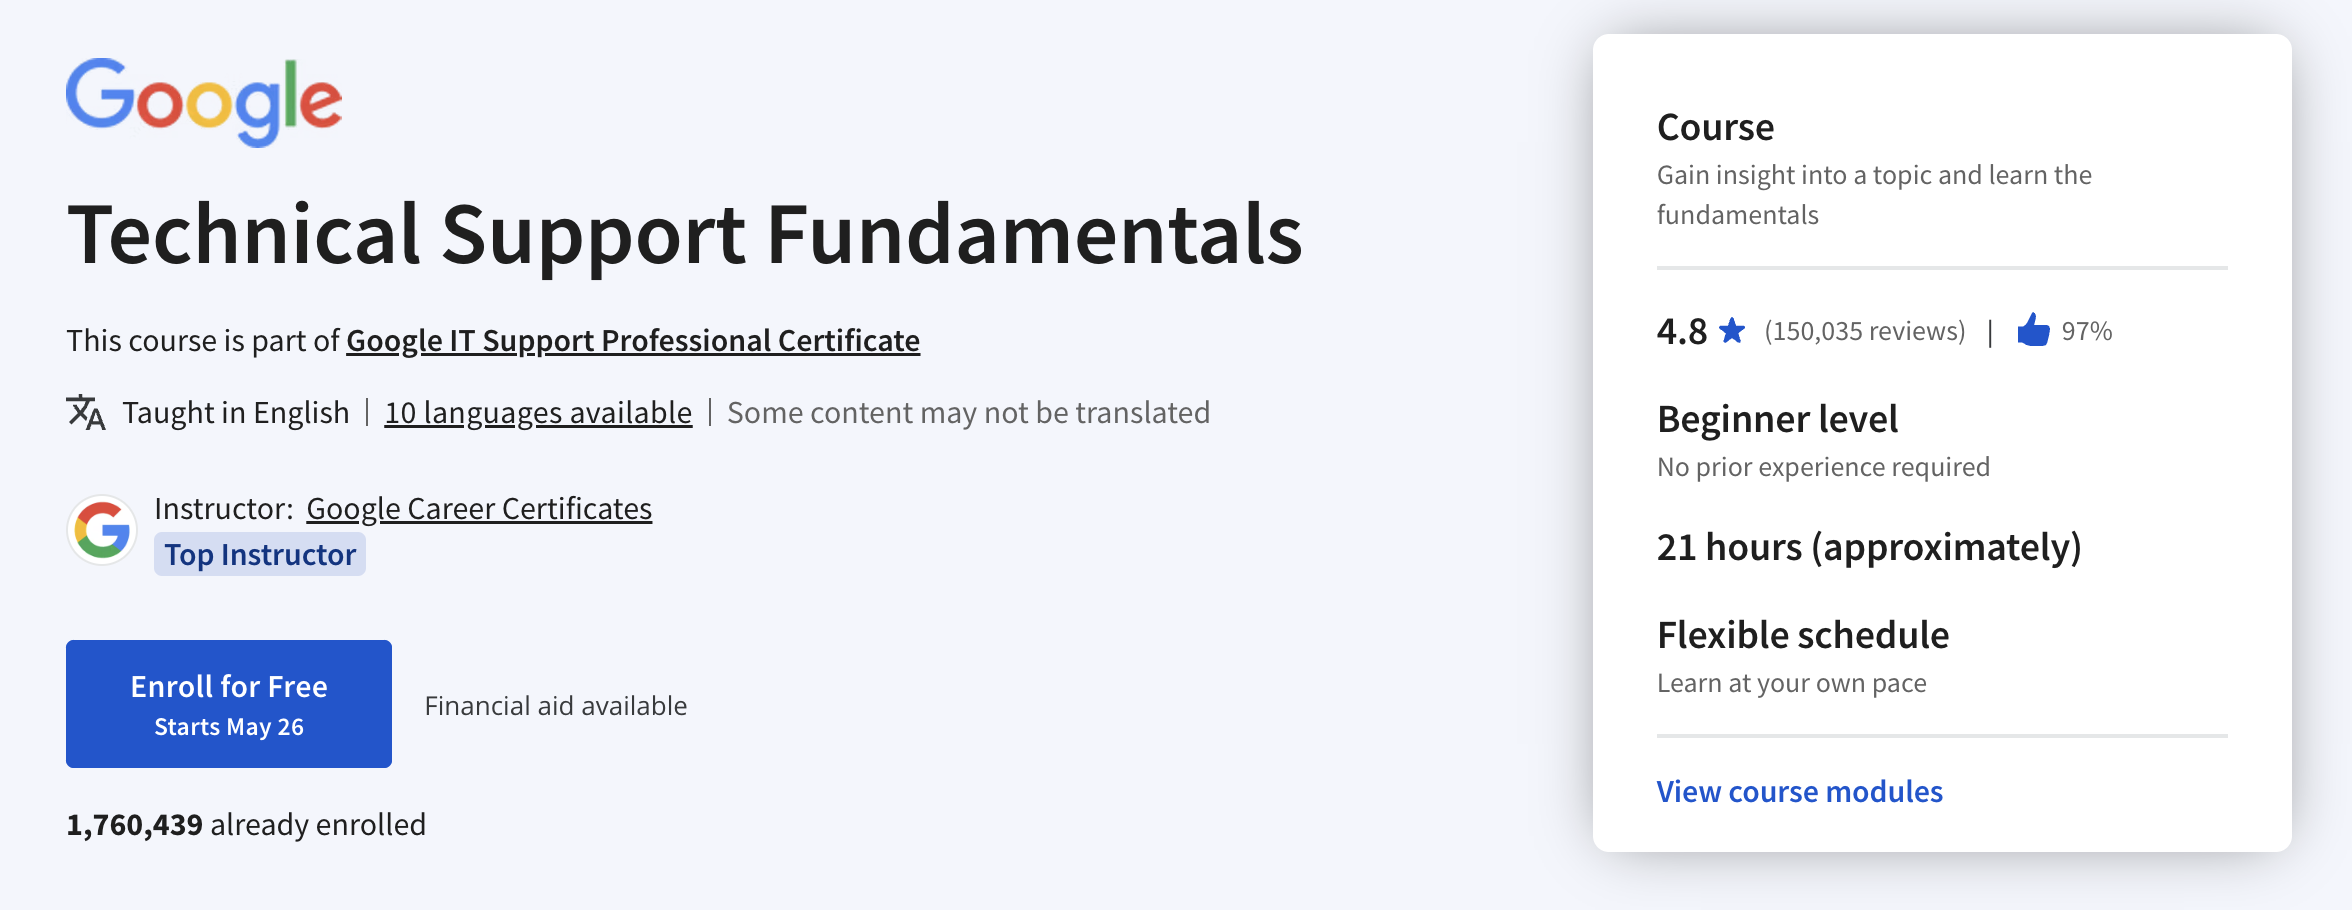 Google
Technical Support Fundamentals
This course is part of Google IT Support Professional Certificate
Taught in English | 10 languages available | Some content may not be translated
Instructor: Google Career Certificates
Top Instructor
Enroll for Free
Starts May 26
Financial aid available
1,760,439 already enrolled
Course
Gain insight into a topic and learn the
fundamentals
4.8 ★ (150,035 reviews) | 97%
Beginner level
No prior experience required
21 hours (approximately)
Flexible schedule
Learn at your own pace
View course modules